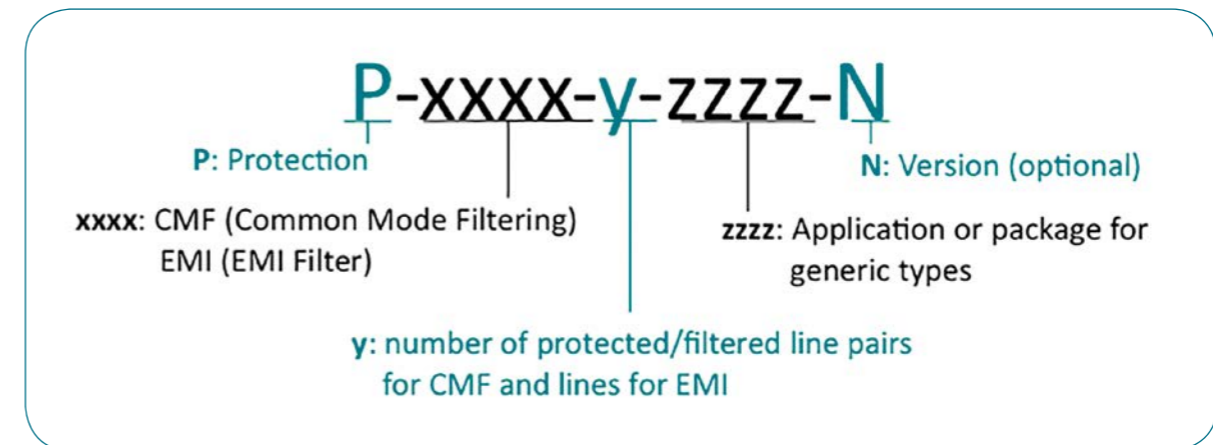 P-xxxx-y-zzzz-N
P: Protection
N: Version (optional)
xxxx: CMF (Common Mode Filtering)
EMI (EMI Filter)
zzzz: Application or package for
generic types
y: number of protected/filtered line pairs
for CMF and lines for EMI